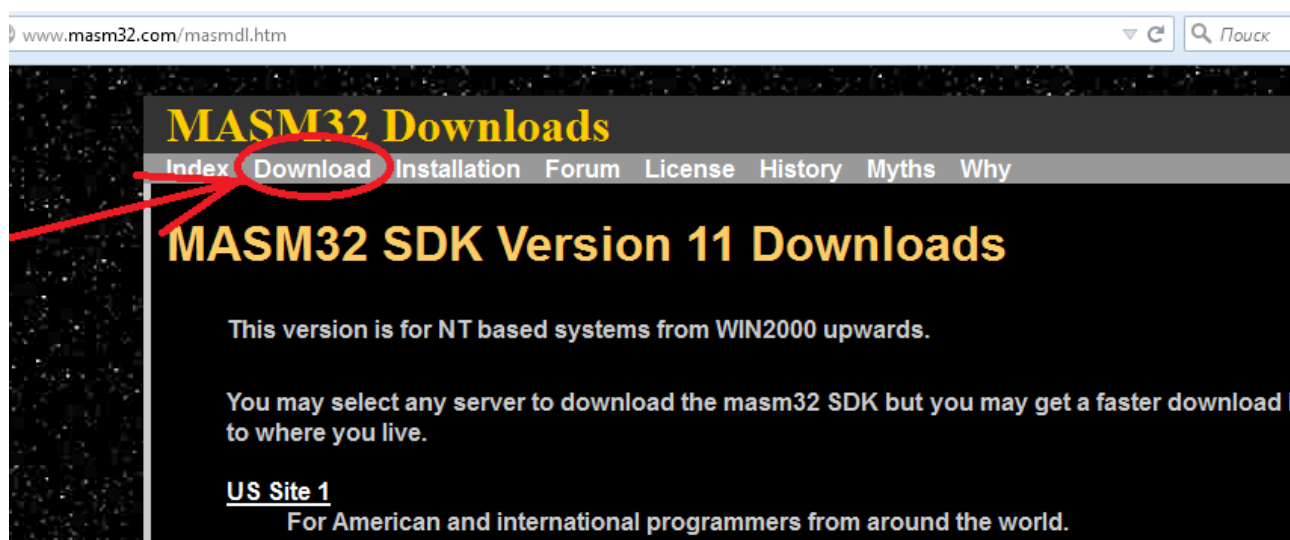 www.masm32.com/masmdl.htm
Поиск
MASM32 Downloads
Index Download Installation Forum License History Myths Why
MASM32 SDK Version 11 Downloads
This version is for NT based systems from WIN2000 upwards.
You may select any server to download the masm32 SDK but you may get a faster download
to where you live.
US Site 1
For American and international programmers from around the world.